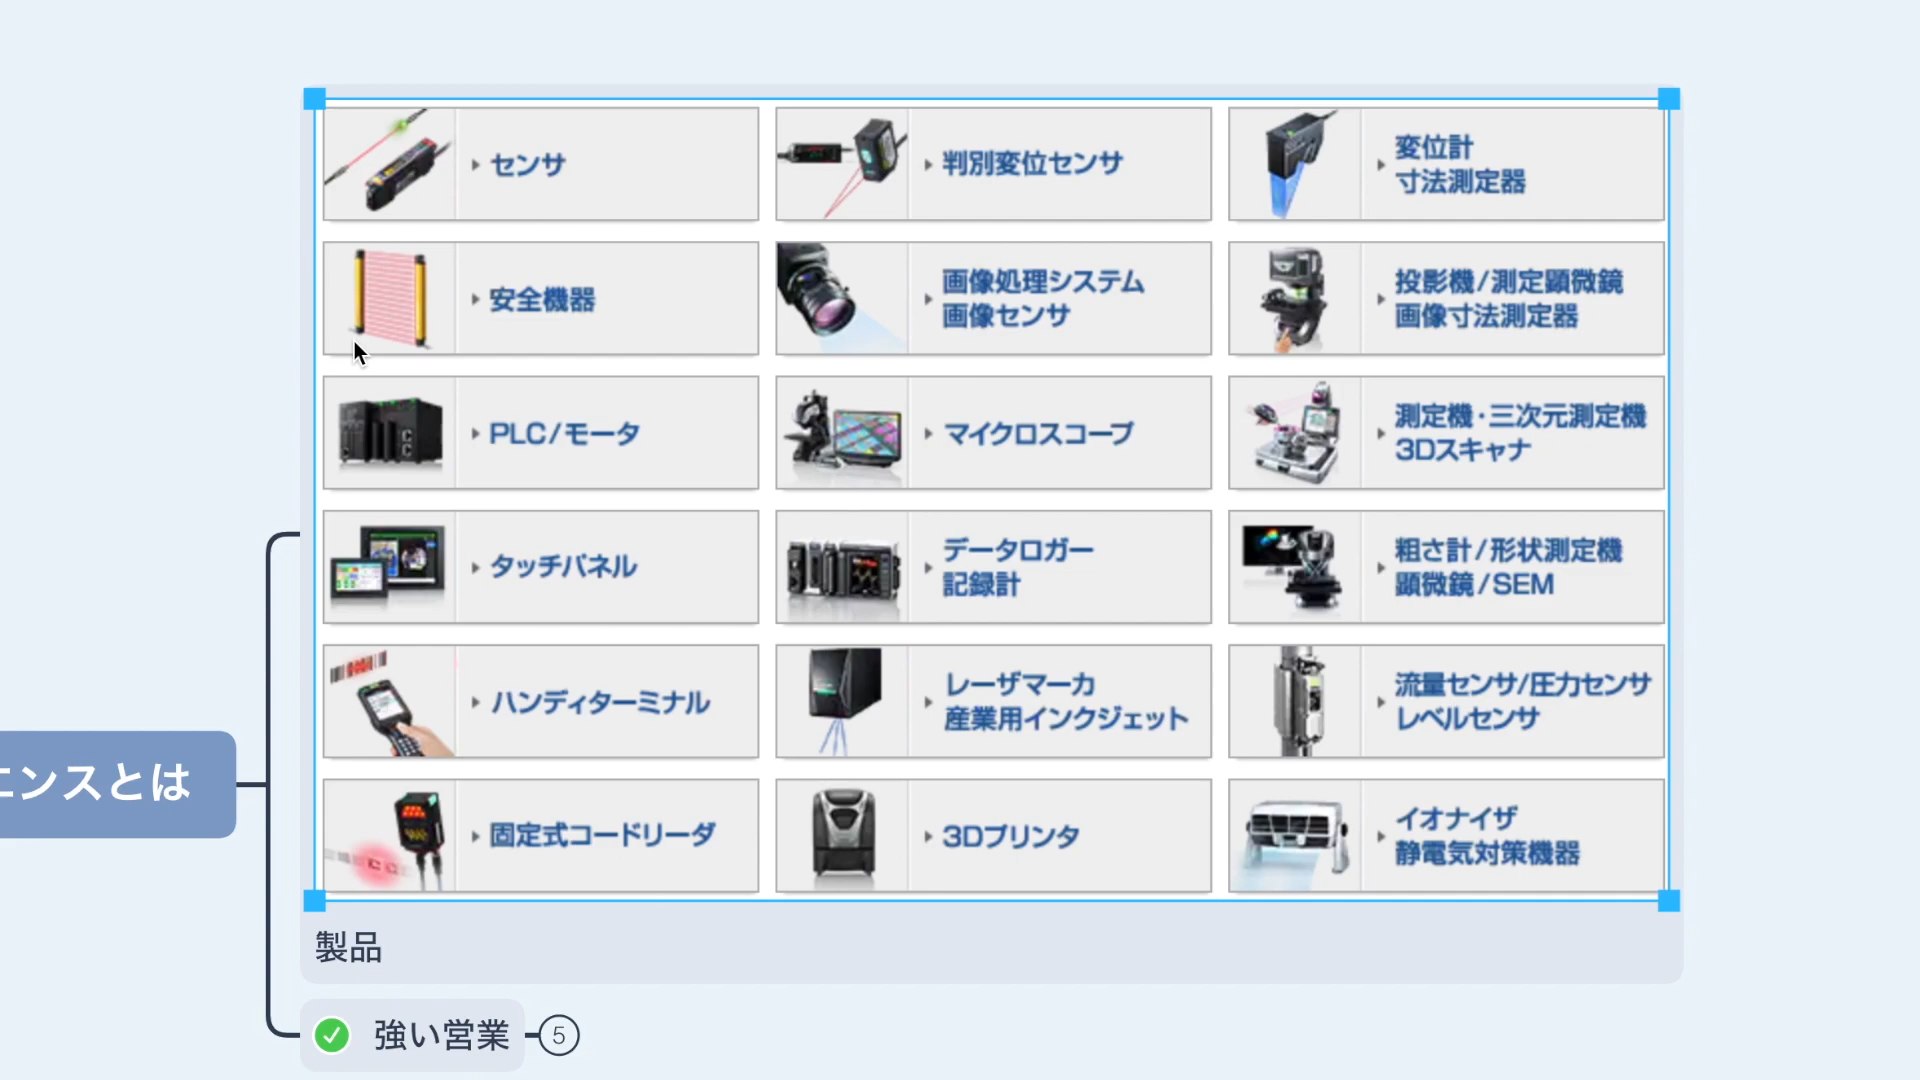 センサ
判別変位センサ
変位計
寸法測定器
安全機器
画像処理システム
画像センサ
投影機/測定顕微鏡
画像寸法測定器
PLC/モータ
マイクロスコープ
測定機・三次元測定機
3Dスキャナ
タッチパネル
データロガー
記録計
粗さ計/形状測定機
顕微鏡/SEM
ハンディターミナル
レーザマーカ
産業用インクジェット
流量センサ/圧力センサ
レベルセンサ
固定式コードリーダ
3Dプリンタ
イオナイザ
静電気対策機器
エンスとは
製品
強い営業
5